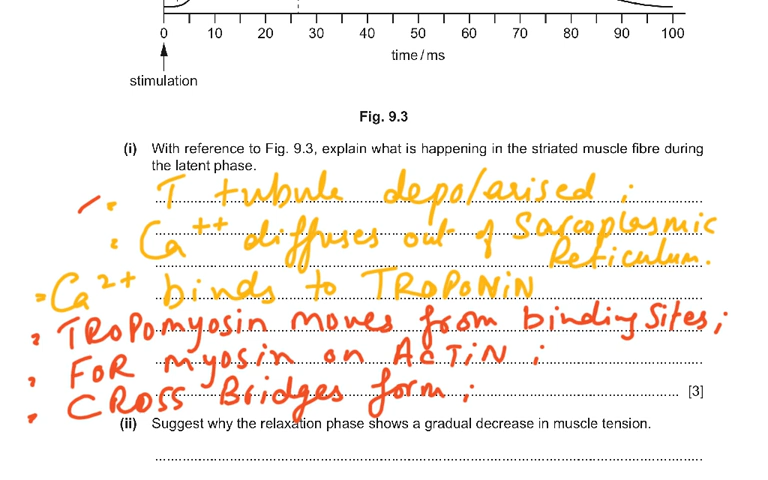 0 10 20 30 40 50 60 70 80 90 100
time / ms
stimulation
Fig. 9.3
(i) With reference to Fig. 9.3, explain what is happening in the striated muscle fibre during
the latent phase.
T tubule depolarised ;
Ca++ diffuses out of Sarcoplasmic
Reticulum.
Ca2+ binds to TROPONIN
TROPOmyosin moves from binding Sites ;
FOR myosin on ACTiN ;
CROSS Bridges form ;
[3]
(ii) Suggest why the relaxation phase shows a gradual decrease in muscle tension.